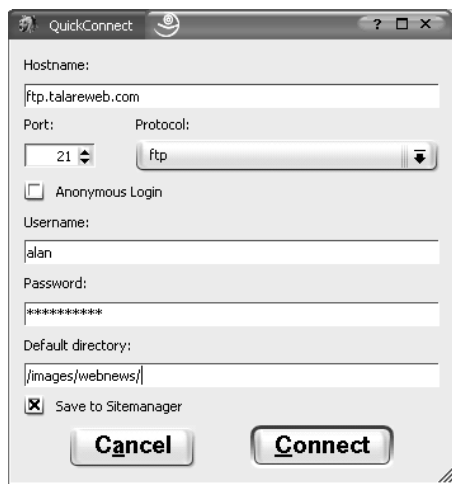 QuickConnect
Hostname:
ftp.talareweb.com
Port: Protocol:
21 ftp
Anonymous Login
Username:
alan
Password:
**********
Default directory:
/images/webnews/
Save to Sitemanager
Cancel Connect